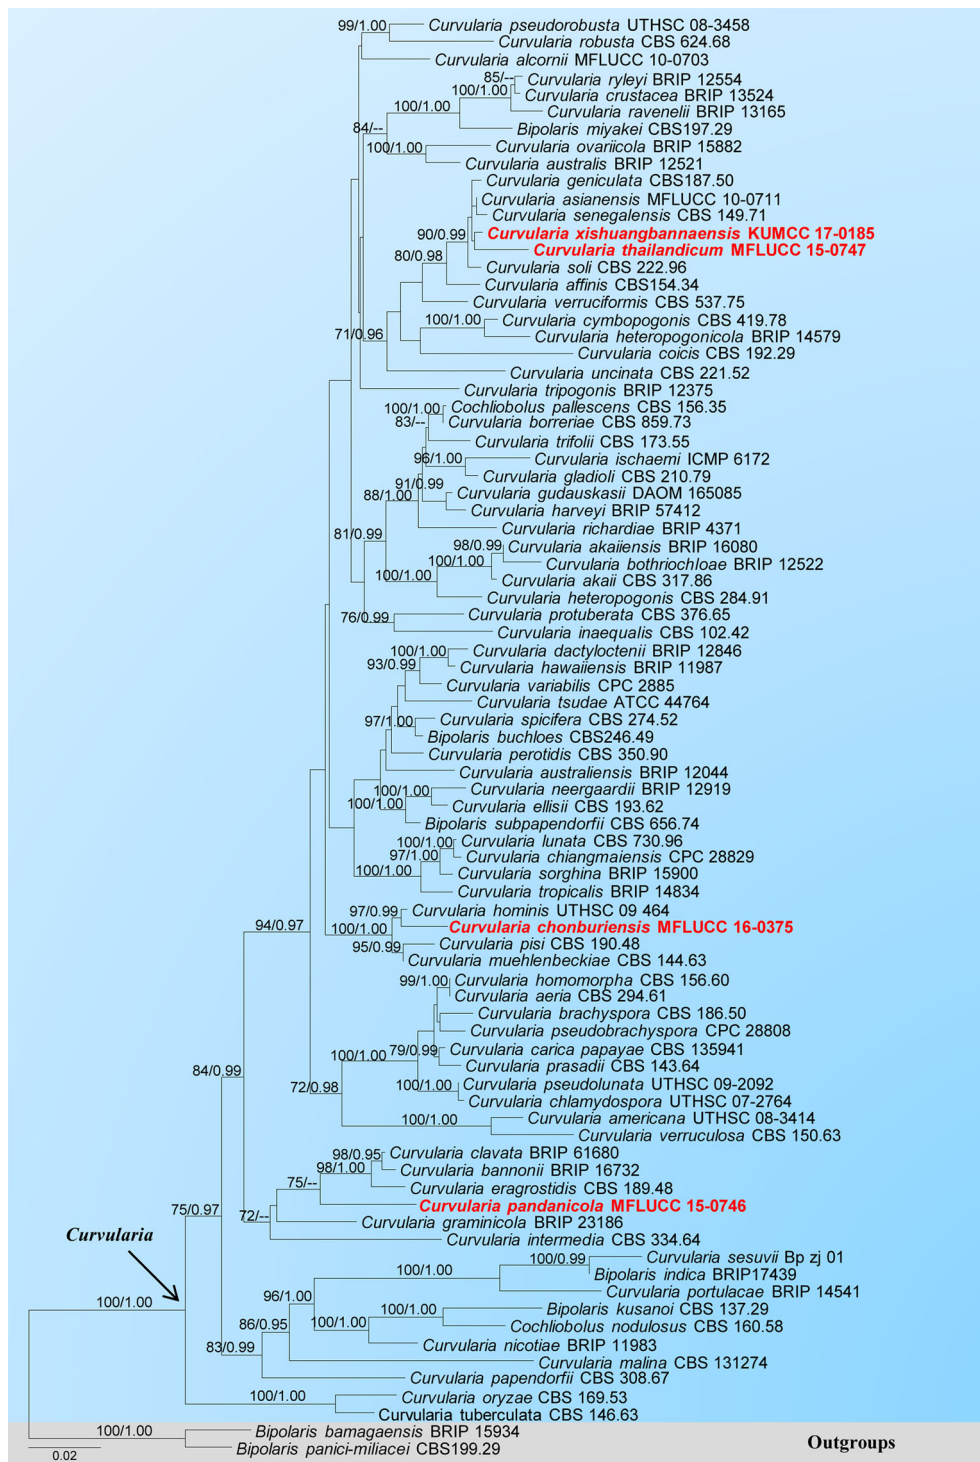 99/1.00
Curvularia pseudorobusta UTHSC 08-3458
Curvularia robusta CBS 624.68
Curvularia alcornii MFLUCC 10-0703
85/--
Curvularia ryleyi BRIP 12554
100/1.00
Curvularia crustacea BRIP 13524
100/1.00
Curvularia ravenelii BRIP 13165
84/--
Bipolaris miyakei CBS197.29
100/1.00
Curvularia ovariicola BRIP 15882
Curvularia australis BRIP 12521
Curvularia geniculata CBS187.50
Curvularia asianensis MFLUCC 10-0711
Curvularia senegalensis CBS 149.71
90/0.99
Curvularia xishuangbannaensis KUMCC 17-0185
80/0.98
Curvularia thailandicum MFLUCC 15-0747
Curvularia soli CBS 222.96
Curvularia affinis CBS154.34
Curvularia verruciformis CBS 537.75
71/0.96
100/1.00
Curvularia cymbopogonis CBS 419.78
Curvularia heteropogonicola BRIP 14579
Curvularia coicis CBS 192.29
Curvularia uncinata CBS 221.52
Curvularia tripogonis BRIP 12375
100/1.00
Cochliobolus pallescens CBS 156.35
83/--
Curvularia borreriae CBS 859.73
Curvularia trifolii CBS 173.55
96/1.00
Curvularia ischaemi ICMP 6172
Curvularia gladioli CBS 210.79
91/0.99
88/1.00
Curvularia gudauskasii DAOM 165085
Curvularia harveyi BRIP 57412
Curvularia richardiae BRIP 4371
81/0.99
98/0.99
Curvularia akaiiensis BRIP 16080
100/1.00
Curvularia bothriochloae BRIP 12522
100/1.00
Curvularia akaii CBS 317.86
Curvularia heteropogonis CBS 284.91
76/0.99
Curvularia protuberata CBS 376.65
Curvularia inaequalis CBS 102.42
100/1.00
Curvularia dactyloctenii BRIP 12846
93/0.99
Curvularia hawaiiensis BRIP 11987
Curvularia variabilis CPC 2885
Curvularia tsudae ATCC 44764
97/1.00
Curvularia spicifera CBS 274.52
Bipolaris buchloes CBS246.49
Curvularia perotidis CBS 350.90
Curvularia australiensis BRIP 12044
100/1.00
Curvularia neergaardii BRIP 12919
100/1.00
Curvularia ellisii CBS 193.62
Bipolaris subpapendorfii CBS 656.74
100/1.00
Curvularia lunata CBS 730.96
97/1.00
Curvularia chiangmaiensis CPC 28829
100/1.00
Curvularia sorghina BRIP 15900
Curvularia tropicalis BRIP 14834
97/0.99
Curvularia hominis UTHSC 09 464
94/0.97
100/1.00
Curvularia chonburiensis MFLUCC 16-0375
95/0.99
Curvularia pisi CBS 190.48
Curvularia muehlenbeckiae CBS 144.63
99/1.00
Curvularia homomorpha CBS 156.60
Curvularia aeria CBS 294.61
Curvularia brachyspora CBS 186.50
Curvularia pseudobrachyspora CPC 28808
100/1.00
79/0.99
Curvularia carica papayae CBS 135941
Curvularia prasadii CBS 143.64
84/0.99
72/0.98
100/1.00
Curvularia pseudolunata UTHSC 09-2092
Curvularia chlamydospora UTHSC 07-2764
100/1.00
Curvularia americana UTHSC 08-3414
Curvularia verruculosa CBS 150.63
98/0.95
Curvularia clavata BRIP 61680
98/1.00
Curvularia bannonii BRIP 16732
75/--
Curvularia eragrostidis CBS 189.48
Curvularia pandanicola MFLUCC 15-0746
75/0.97
72/--
Curvularia graminicola BRIP 23186
Curvularia
Curvularia intermedia CBS 334.64
100/0.99
Curvularia sesuvii Bp zj 01
100/1.00
Bipolaris indica BRIP17439
Curvularia portulacae BRIP 14541
100/1.00
96/1.00
100/1.00
Bipolaris kusanoi CBS 137.29
86/0.95
100/1.00
Cochliobolus nodulosus CBS 160.58
83/0.99
Curvularia nicotiae BRIP 11983
Curvularia malina CBS 131274
Curvularia papendorfii CBS 308.67
100/1.00
Curvularia oryzae CBS 169.53
Curvularia tuberculata CBS 146.63
100/1.00
Bipolaris bamagaensis BRIP 15934
Outgroups
Bipolaris panici-miliacei CBS199.29
0.02